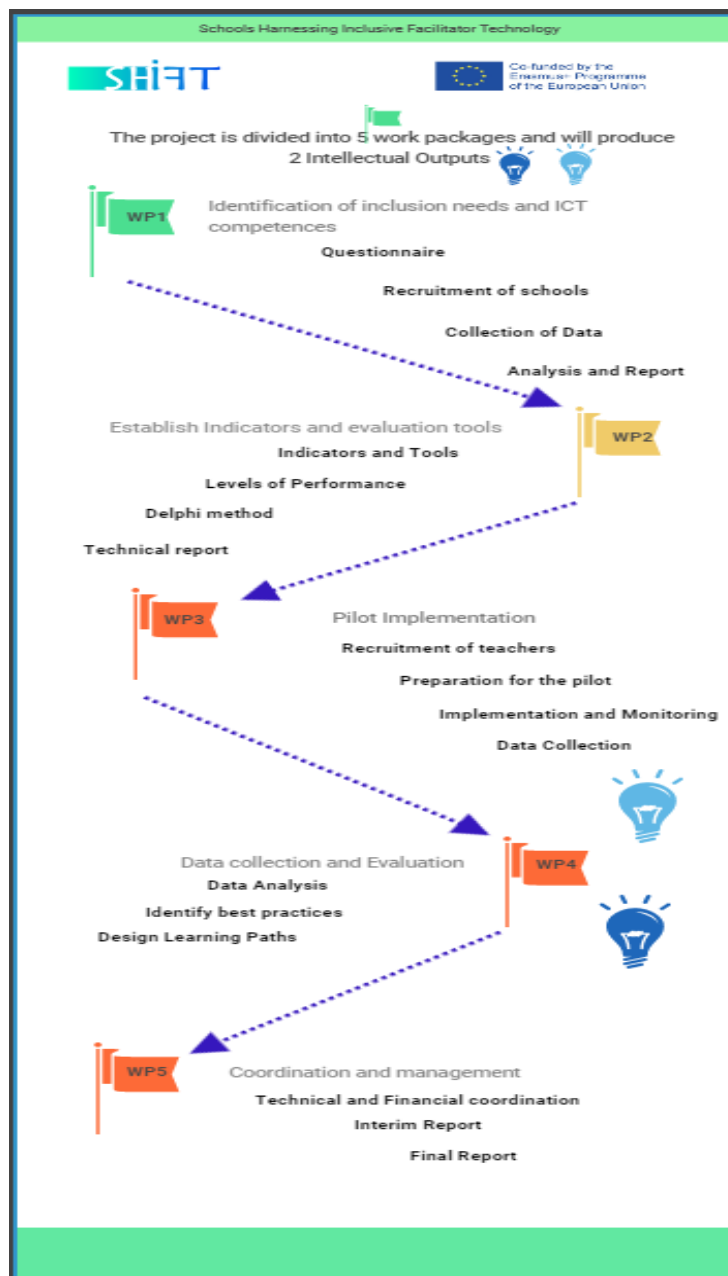 Schools Harnessing Inclusive Facilitator Technology
SHiFT
Co-funded by the
Erasmus+ Programme
of the European Union
The project is divided into 5 work packages and will produce
2 Intellectual Outputs
WP1
Identification of inclusion needs and ICT
competences
Questionnaire
Recruitment of schools
Collection of Data
Analysis and Report
WP2
Establish Indicators and evaluation tools
Indicators and Tools
Levels of Performance
Delphi method
Technical report
WP3
Pilot Implementation
Recruitment of teachers
Preparation for the pilot
Implementation and Monitoring
Data Collection
WP4
Data collection and Evaluation
Data Analysis
Identify best practices
Design Learning Paths
WP5
Coordination and management
Technical and Financial coordination
Interim Report
Final Report